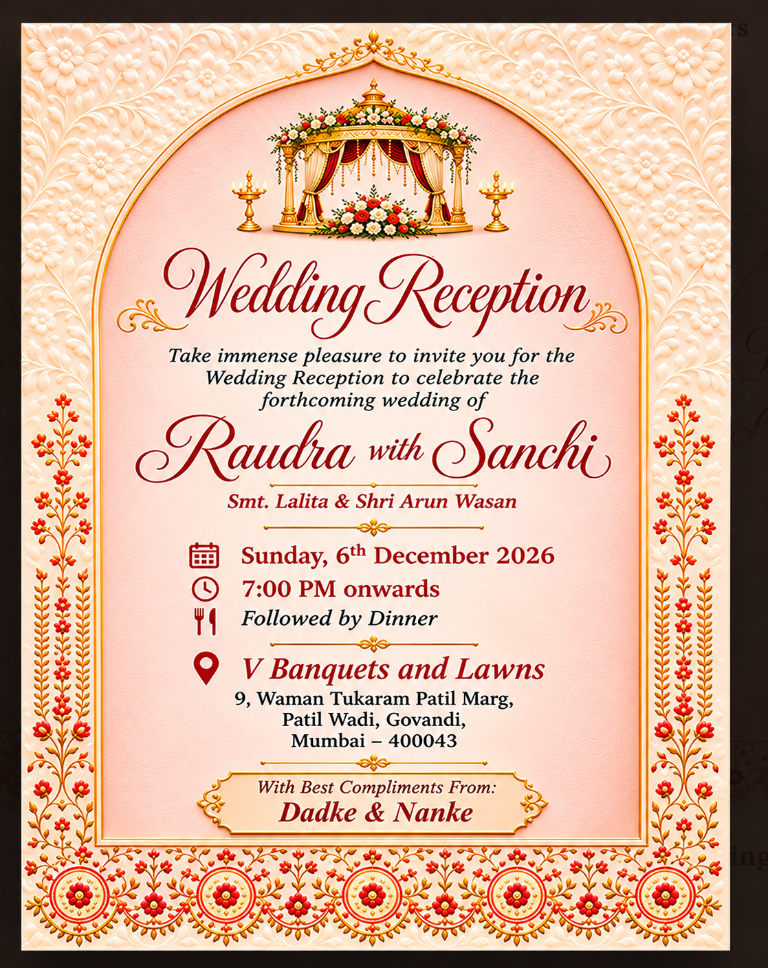 Wedding Reception
Take immense pleasure to invite you for the
Wedding Reception to celebrate the
forthcoming wedding of
Raudra with Sanchi
Smt. Lalita & Shri Arun Wasan
Sunday, 6th December 2026
7:00 PM onwards
Followed by Dinner
V Banquets and Lawns
9, Waman Tukaram Patil Marg,
Patil Wadi, Govandi,
Mumbai – 400043
With Best Compliments From:
Dadke & Nanke